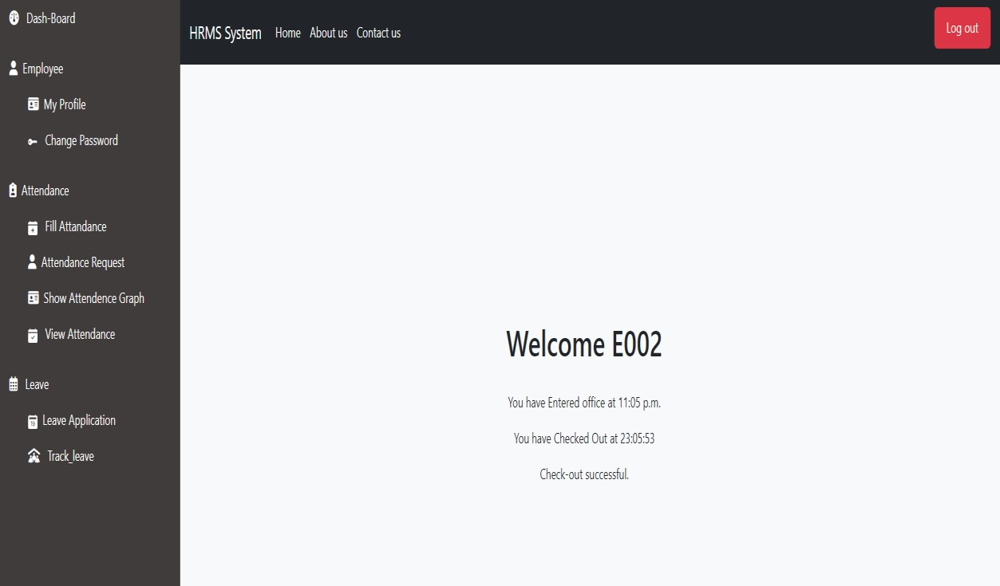 Dash-Board
Employee
My Profile
Change Password
Attendance
Fill Attandance
Attendance Request
Show Attendence Graph
View Attendance
Leave
Leave Application
Track_leave
HRMS System Home About us Contact us
Log out
Welcome E002
You have Entered office at 11:05 p.m.
You have Checked Out at 23:05:53
Check-out successful.